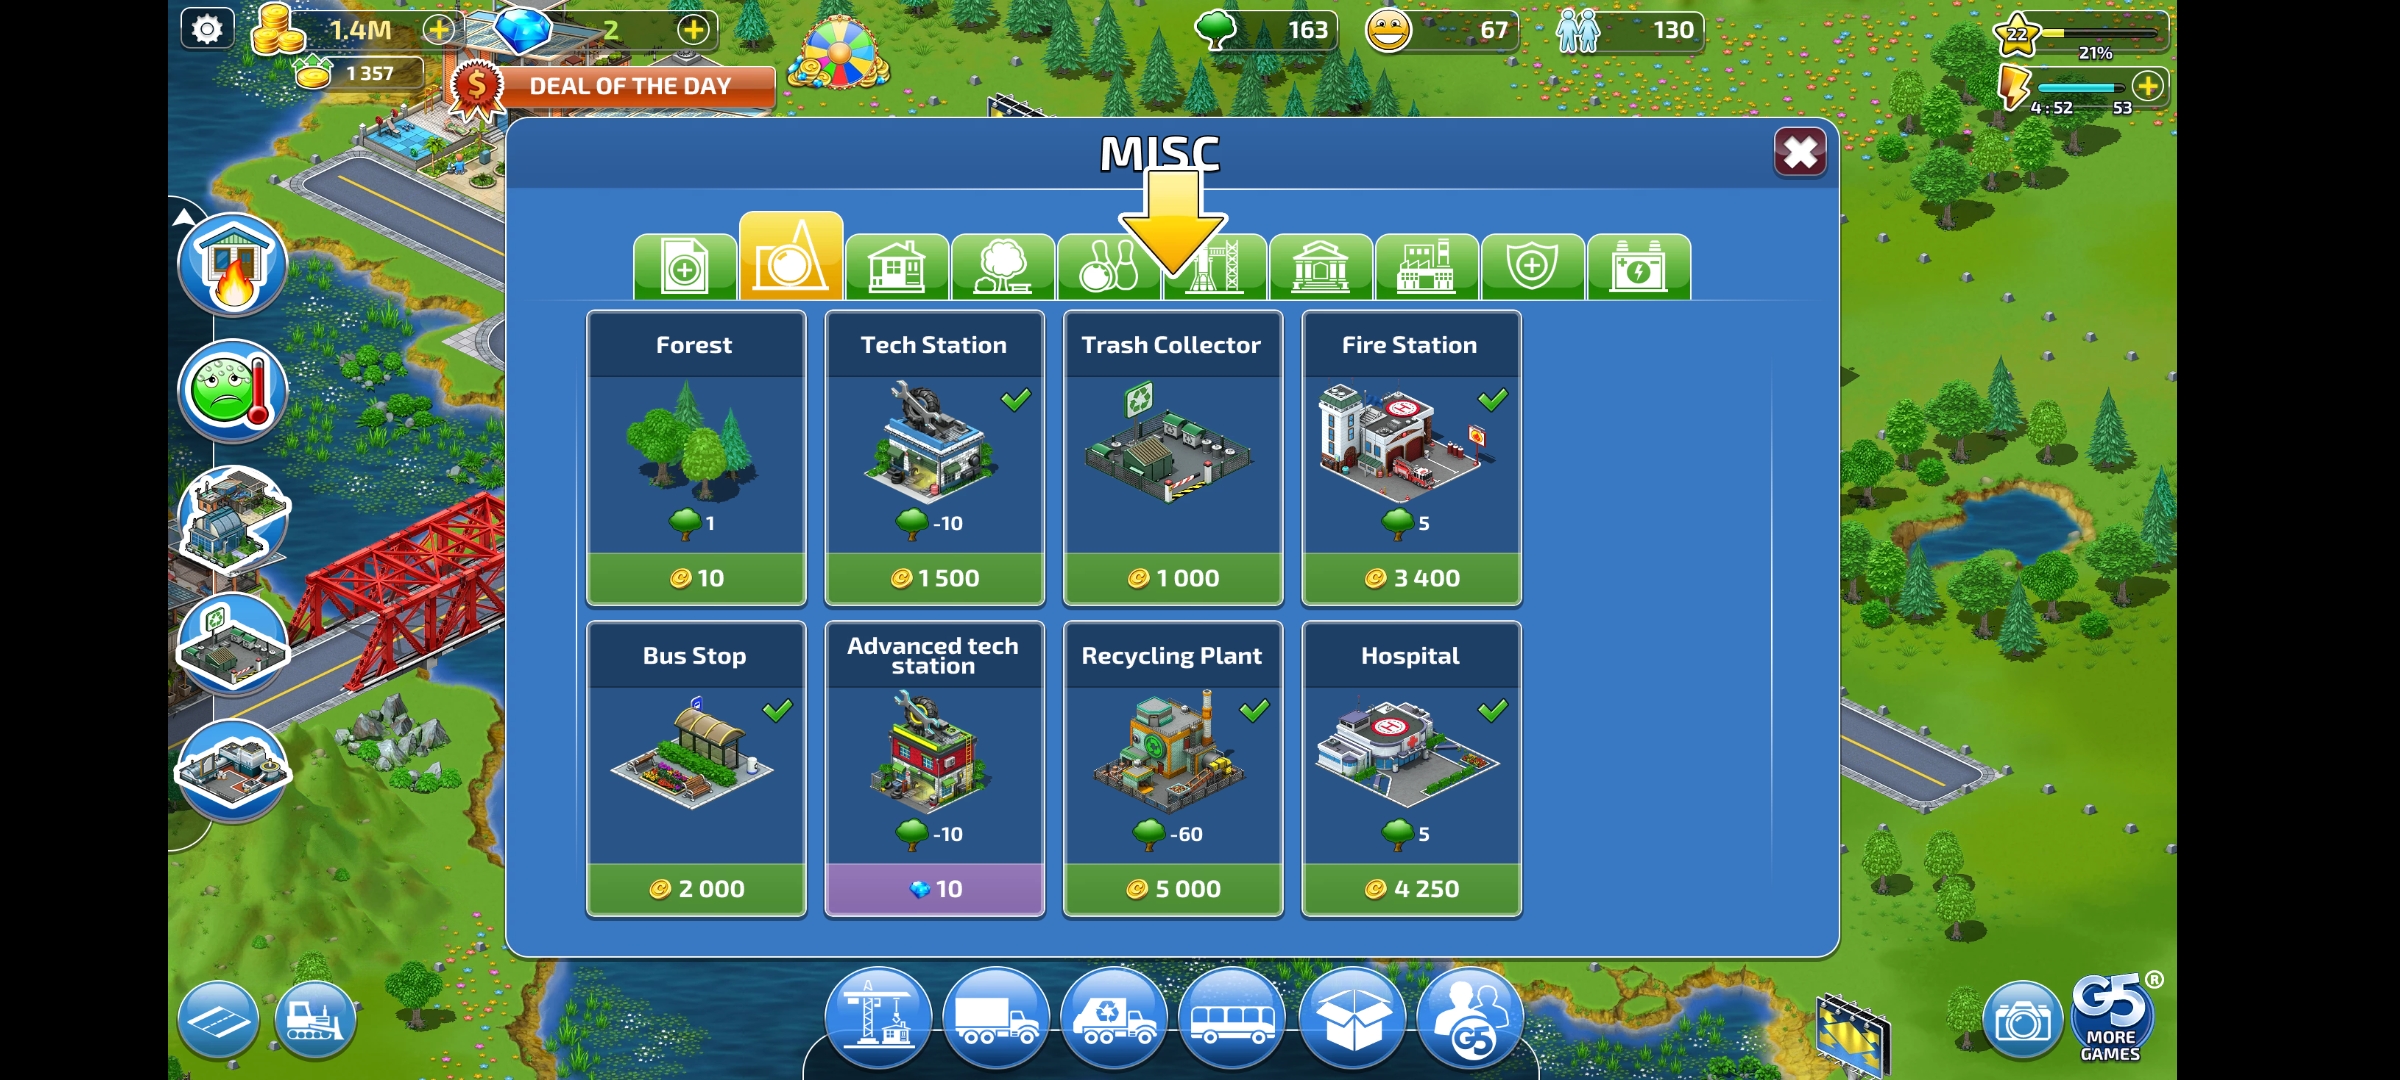 1.4M
2
163
67
130
22
21%
1 357
DEAL OF THE DAY
4:52
53
MISC
Forest
Tech Station
Trash Collector
Fire Station
1
-10
5
10
1 500
1 000
3 400
Bus Stop
Advanced tech
station
Recycling Plant
Hospital
-10
-60
5
2 000
10
5 000
4 250
G5
G5®
MORE
GAMES